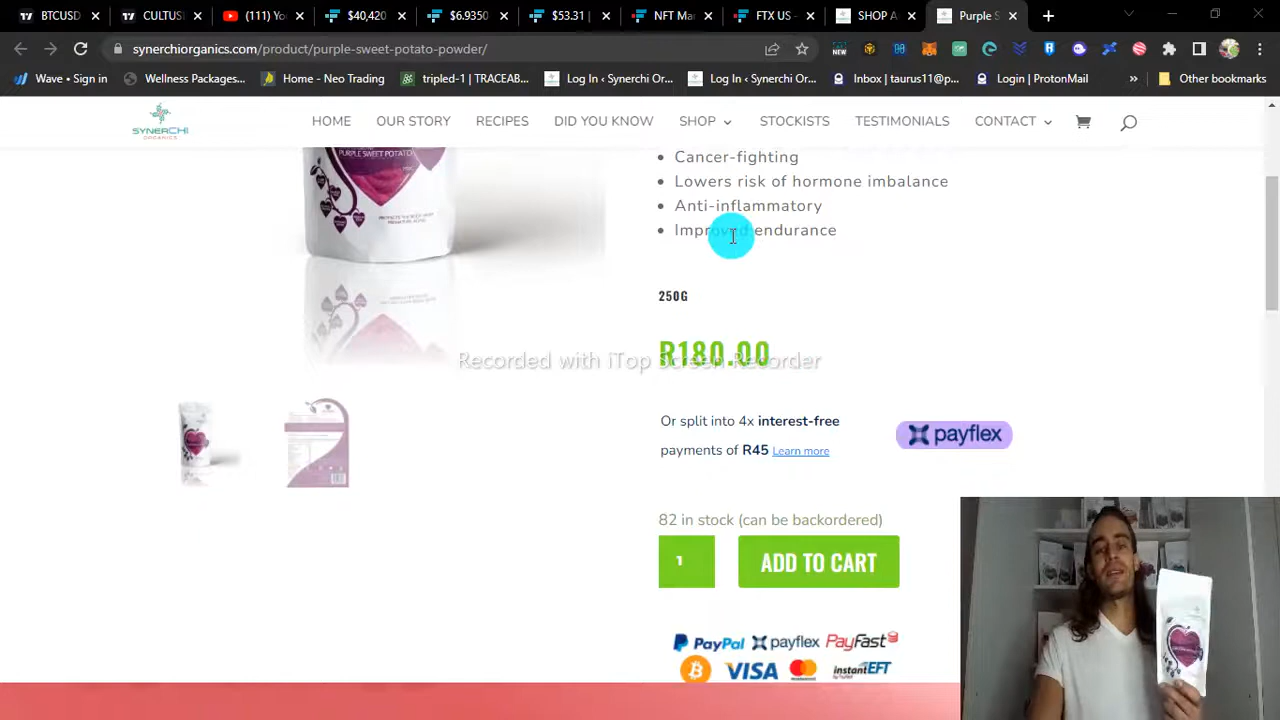 BTCUSD
CULTUS
(111) Yo
$40,420
$6.9350
$53.31
NFT Mar
FTX US -
SHOP A
Purple S
synerchiorganics.com/product/purple-sweet-potato-powder/
NEW
Wave • Sign in
Wellness Packages...
Home - Neo Trading
tripled-1 | TRACEAB...
Log In ‹ Synerchi Or...
Log In ‹ Synerchi Or...
Inbox | taurus11@p...
Login | ProtonMail
Other bookmarks
SYNERCHI
ORGANICS
HOME
OUR STORY
RECIPES
DID YOU KNOW
SHOP
STOCKISTS
TESTIMONIALS
CONTACT
PURPLE SWEET POTATO
• Cancer-fighting
• Lowers risk of hormone imbalance
• Anti-inflammatory
• Improved endurance
250G
R180.00
Recorded with iTop Screen Recorder
Or split into 4x interest-free
payments of R45 Learn more
payflex
82 in stock (can be backordered)
1
ADD TO CART
PayPal
payflex
PayFast
VISA
mastercard
instantEFT